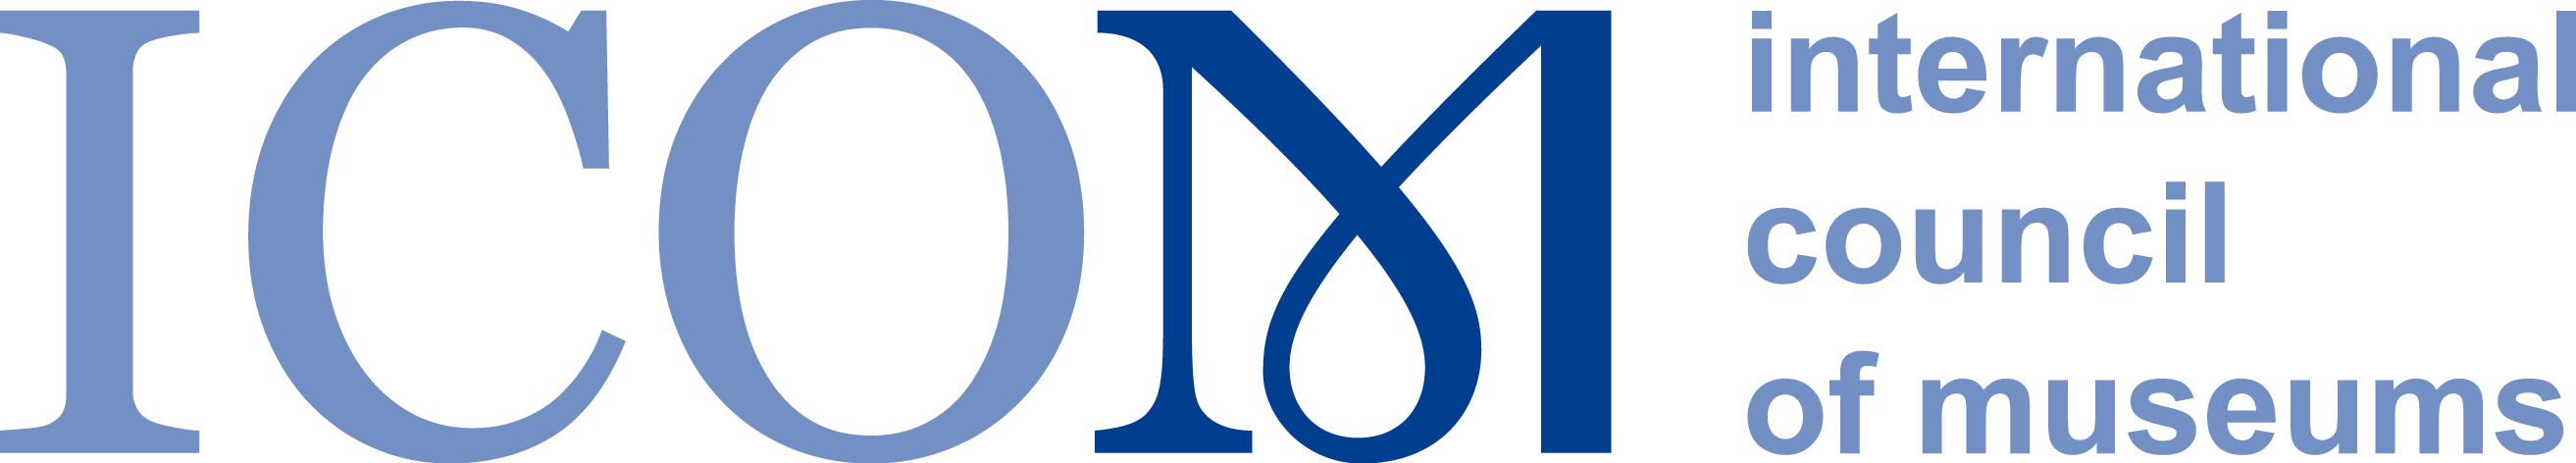 ICOM
international
council
of museums